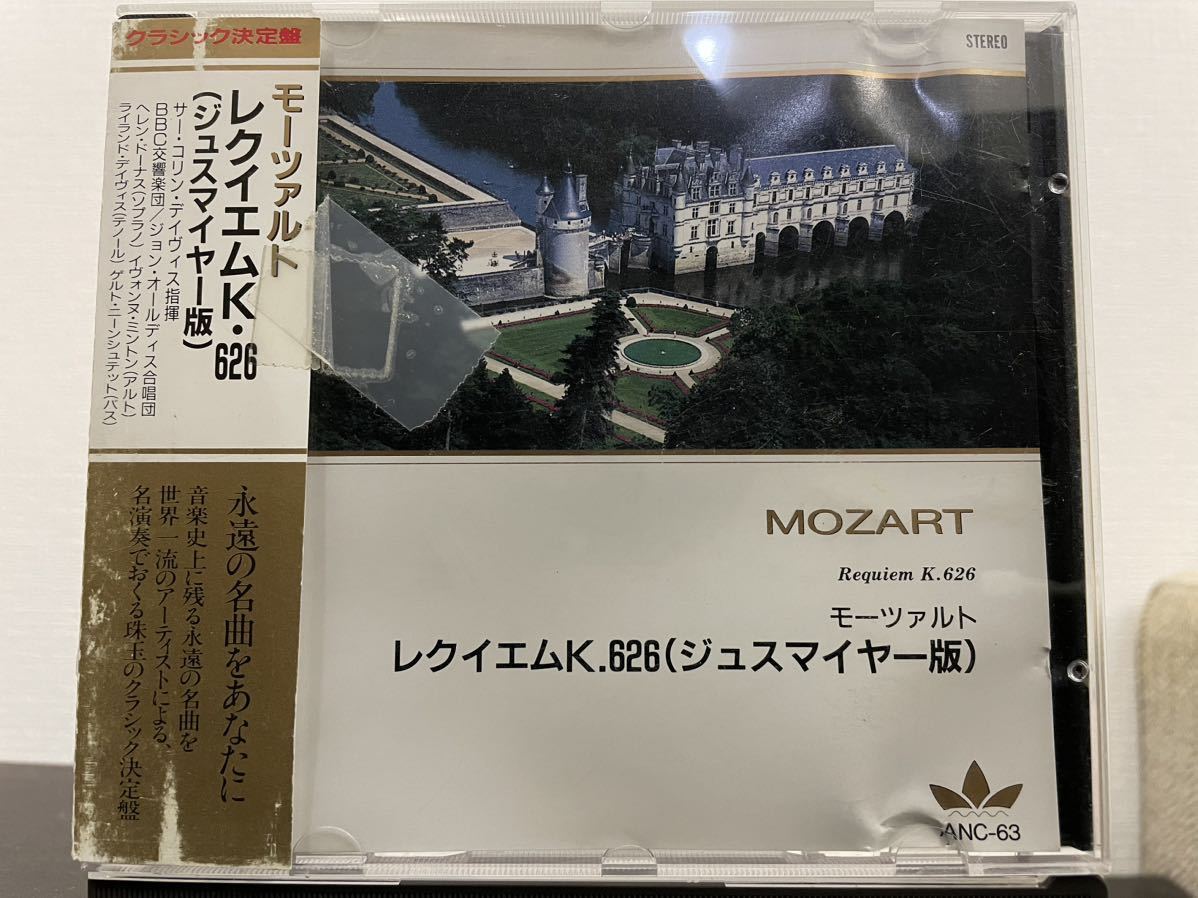 クラシック決定盤
モーツァルト
レクイエムK.626
(ジュスマイヤー版)
サー・コリン・デイヴィス指揮
BBC交響楽団/ジョン・オールディス合唱団
ヘレン・ドーナス(ソプラノ) イヴォンヌ・ミントン(アルト)
ライランド・デイヴィス(テノール) ゲルト・ニーンシュテット(バス)
永遠の名曲をあなたに
音楽史上に残る永遠の名曲を
世界一流のアーティストによる、
名演奏でおくる珠玉のクラシック決定盤
STEREO
MOZART
Requiem K.626
モーツァルト
レクイエムK.626(ジュスマイヤー版)
ANC-63